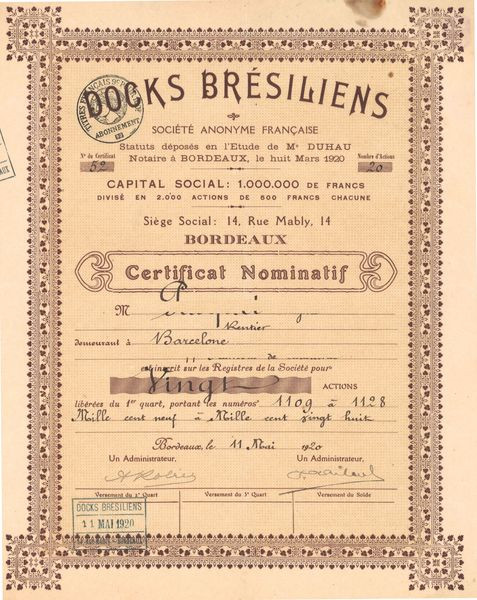 DOCKS BRÉSILIENS
TITRES FRANÇAIS
ABONNEMENT
SOCIÉTÉ ANONYME FRANÇAISE
Statuts déposés en l'Etude de Me DUHAU
Notaire à BORDEAUX, le huit Mars 1920
No du Certificat
52
Nombre d'Actions
20
CAPITAL SOCIAL: 1.000.000 DE FRANCS
DIVISÉ EN 2.000 ACTIONS DE 500 FRANCS CHACUNE
Siège Social: 14, Rue Mably, 14
BORDEAUX
Certificat Nominatif
M
Rentier
demeurant à Barcelone
est inscrit sur les Registres de la Société pour
Vingt ACTIONS
libérées du 1er quart, portant les numéros 1109 à 1128
Mille cent neuf à Mille cent vingt huit
Bordeaux, le 11 Mai 1920
Un Administrateur. Un Administrateur.
Versement du 2e Quart
Versement du 3e Quart
Versement du Solde
DOCKS BRESILIENS
11 MAI 1920